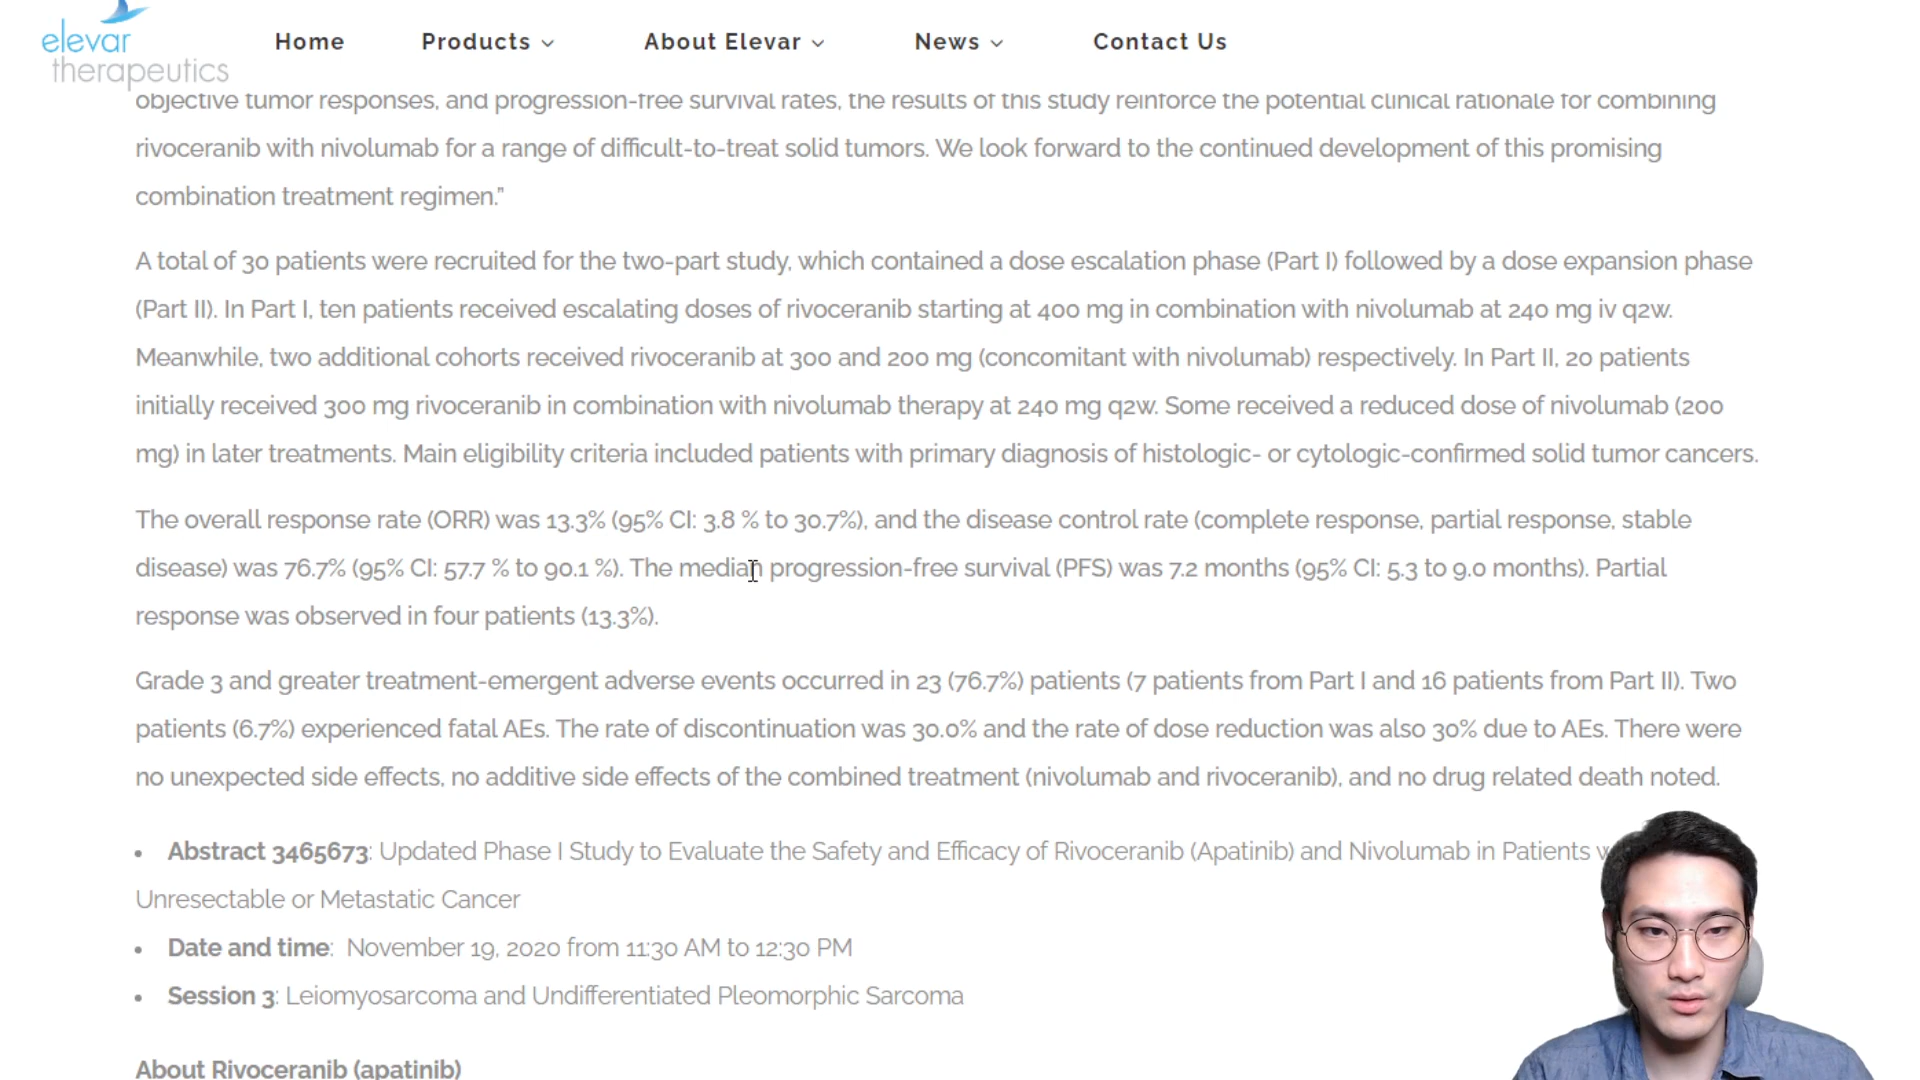 elevar
therapeutics
Home Products About Elevar News Contact Us
objective tumor responses, and progression-free survival rates, the results of this study reinforce the potential clinical rationale for combining
rivoceranib with nivolumab for a range of difficult-to-treat solid tumors. We look forward to the continued development of this promising
combination treatment regimen.”
A total of 30 patients were recruited for the two-part study, which contained a dose escalation phase (Part I) followed by a dose expansion phase
(Part II). In Part I, ten patients received escalating doses of rivoceranib starting at 400 mg in combination with nivolumab at 240 mg iv q2w.
Meanwhile, two additional cohorts received rivoceranib at 300 and 200 mg (concomitant with nivolumab) respectively. In Part II, 20 patients
initially received 300 mg rivoceranib in combination with nivolumab therapy at 240 mg q2w. Some received a reduced dose of nivolumab (200
mg) in later treatments. Main eligibility criteria included patients with primary diagnosis of histologic- or cytologic-confirmed solid tumor cancers.
The overall response rate (ORR) was 13.3% (95% CI: 3.8 % to 30.7%), and the disease control rate (complete response, partial response, stable
disease) was 76.7% (95% CI: 57.7 % to 90.1 %). The median progression-free survival (PFS) was 7.2 months (95% CI: 5.3 to 9.0 months). Partial
response was observed in four patients (13.3%).
Grade 3 and greater treatment-emergent adverse events occurred in 23 (76.7%) patients (7 patients from Part I and 16 patients from Part II). Two
patients (6.7%) experienced fatal AEs. The rate of discontinuation was 30.0% and the rate of dose reduction was also 30% due to AEs. There were
no unexpected side effects, no additive side effects of the combined treatment (nivolumab and rivoceranib), and no drug related death noted.
• Abstract 3465673: Updated Phase I Study to Evaluate the Safety and Efficacy of Rivoceranib (Apatinib) and Nivolumab in Patients
Unresectable or Metastatic Cancer
• Date and time: November 19, 2020 from 11:30 AM to 12:30 PM
• Session 3: Leiomyosarcoma and Undifferentiated Pleomorphic Sarcoma
About Rivoceranib (apatinib)